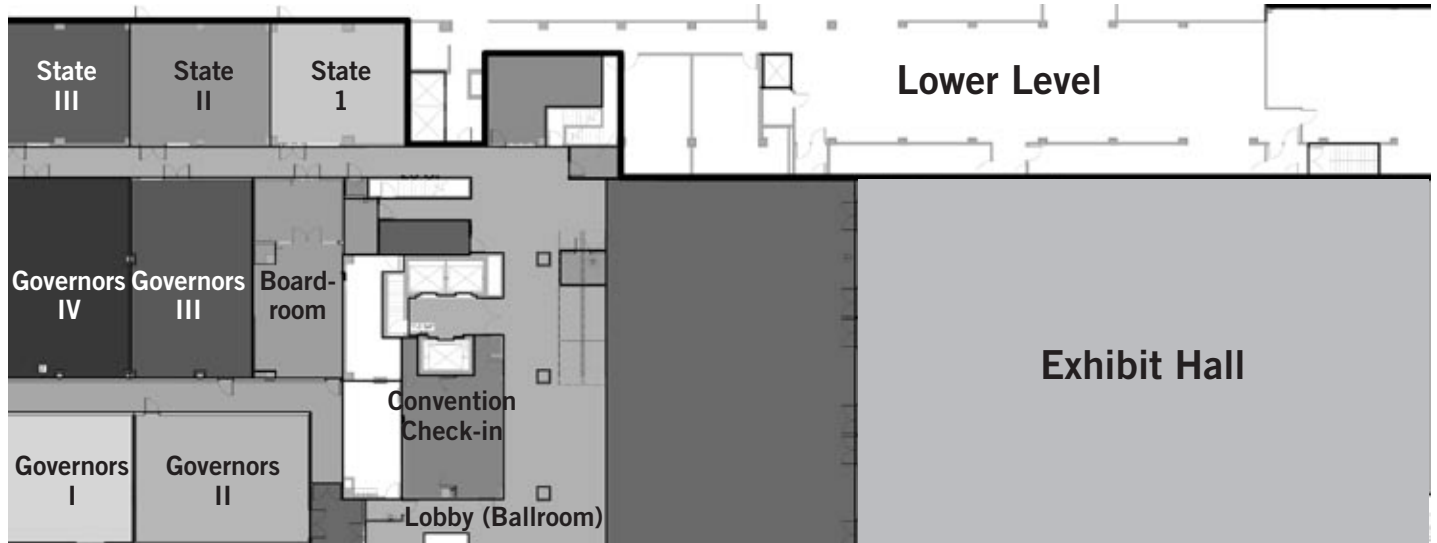 State
III
State
II
State
1
Lower Level
Governors
IV
Governors
III
Board-
room
Exhibit Hall
Convention
Check-in
Governors
I
Governors
II
Lobby (Ballroom)